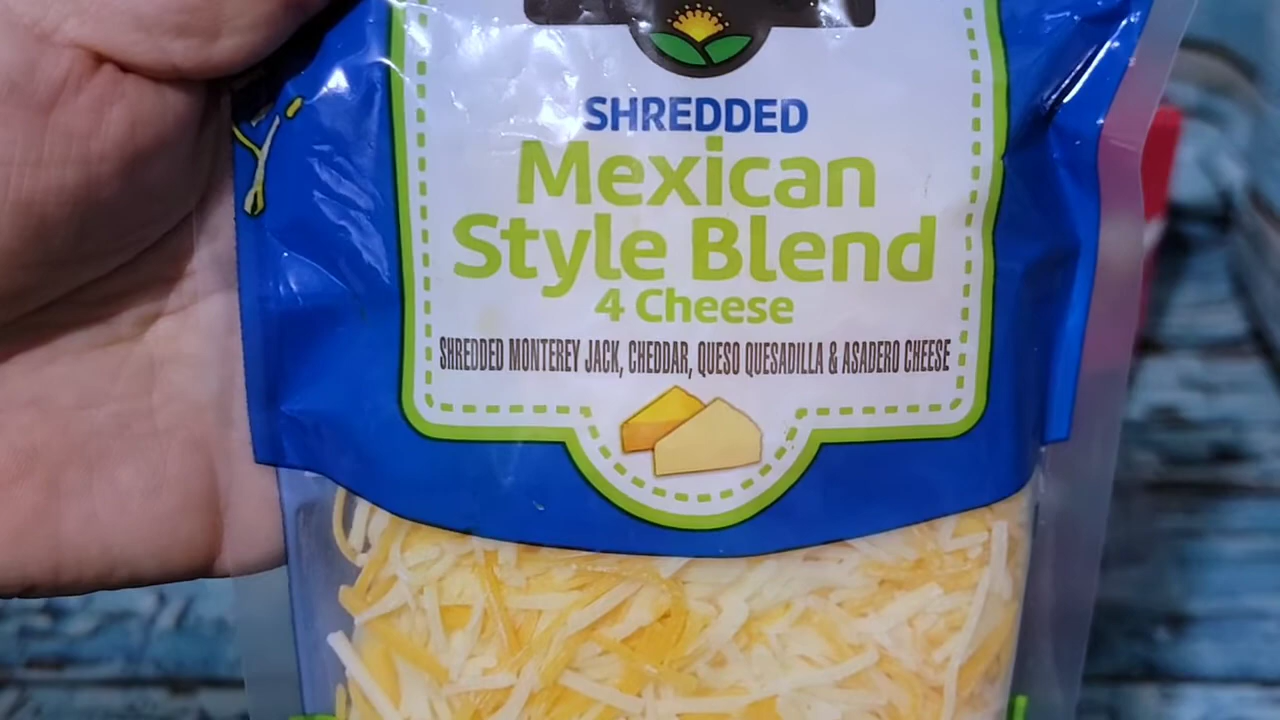 SHREDDED
Mexican
Style Blend
4 Cheese
SHREDDED MONTEREY JACK, CHEDDAR, QUESO QUESADILLA & ASADERO CHEESE